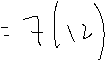 = 7(12)